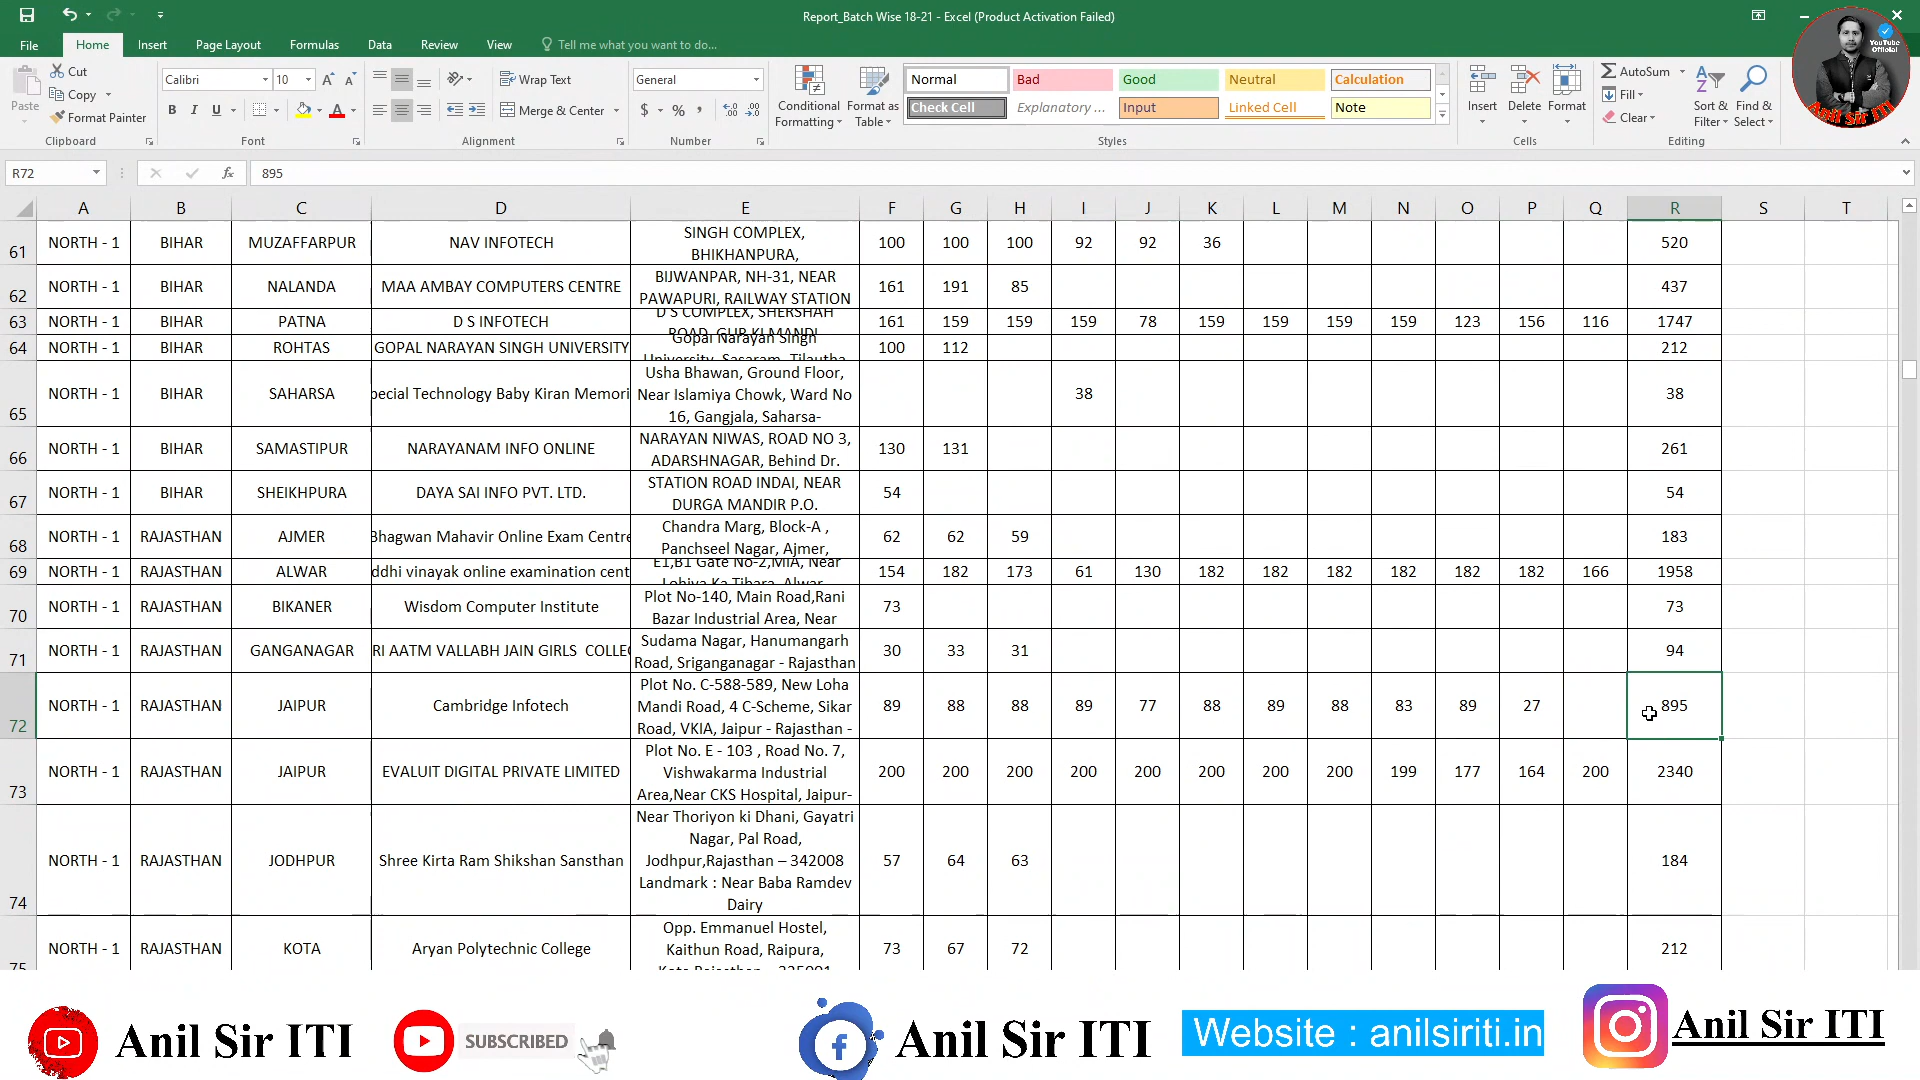 Report_Batch Wise 18-21 - Excel (Product Activation Failed)
File Home Insert Page Layout Formulas Data Review View Tell me what you want to do...
YouTube Official
Anil Sir ITI
Paste Cut Copy Format Painter
Calibri 10
B I U
Wrap Text
Merge & Center
General
$ % ,
Conditional Formatting Format as Table
Normal Bad Good Neutral Calculation
Check Cell Explanatory ... Input Linked Cell Note
Insert Delete Format
AutoSum
Fill
Clear
Sort & Filter Find & Select
Clipboard Font Alignment Number Styles Cells Editing
R72 fx 895
A B C D E F G H I J K L M N O P Q R S T
61 NORTH - 1 BIHAR MUZAFFARPUR NAV INFOTECH SINGH COMPLEX, BHIKHANPURA, 100 100 100 92 92 36 520
62 NORTH - 1 BIHAR NALANDA MAA AMBAY COMPUTERS CENTRE BIJWANPAR, NH-31, NEAR PAWAPURI, RAILWAY STATION 161 191 85 437
63 NORTH - 1 BIHAR PATNA D S INFOTECH D S COMPLEX, SHERSHAH 161 159 159 159 78 159 159 159 159 123 156 116 1747
64 NORTH - 1 BIHAR ROHTAS GOPAL NARAYAN SINGH UNIVERSITY Gopal Narayan Singh 100 112 212
65 NORTH - 1 BIHAR SAHARSA pecial Technology Baby Kiran Memori Usha Bhawan, Ground Floor, Near Islamiya Chowk, Ward No 16, Gangjala, Saharsa- 38 38
66 NORTH - 1 BIHAR SAMASTIPUR NARAYANAM INFO ONLINE NARAYAN NIWAS, ROAD NO 3, ADARSHNAGAR, Behind Dr. 130 131 261
67 NORTH - 1 BIHAR SHEIKHPURA DAYA SAI INFO PVT. LTD. STATION ROAD INDAI, NEAR DURGA MANDIR P.O. 54 54
68 NORTH - 1 RAJASTHAN AJMER Bhagwan Mahavir Online Exam Centre Chandra Marg, Block-A , Panchseel Nagar, Ajmer, 62 62 59 183
69 NORTH - 1 RAJASTHAN ALWAR ddhi vinayak online examination cent E1,B1 Gate No-2,MIA, Near 154 182 173 61 130 182 182 182 182 182 182 166 1958
70 NORTH - 1 RAJASTHAN BIKANER Wisdom Computer Institute Plot No-140, Main Road,Rani Bazar Industrial Area, Near 73 73
71 NORTH - 1 RAJASTHAN GANGANAGAR RI AATM VALLABH JAIN GIRLS COLLEG Sudama Nagar, Hanumangarh Road, Sriganganagar - Rajasthan 30 33 31 94
72 NORTH - 1 RAJASTHAN JAIPUR Cambridge Infotech Plot No. C-588-589, New Loha Mandi Road, 4 C-Scheme, Sikar Road, VKIA, Jaipur - Rajasthan - 89 88 88 89 77 88 89 88 83 89 27 895
73 NORTH - 1 RAJASTHAN JAIPUR EVALUIT DIGITAL PRIVATE LIMITED Plot No. E - 103 , Road No. 7, Vishwakarma Industrial Area,Near CKS Hospital, Jaipur- 200 200 200 200 200 200 200 200 199 177 164 200 2340
74 NORTH - 1 RAJASTHAN JODHPUR Shree Kirta Ram Shikshan Sansthan Near Thoriyon ki Dhani, Gayatri Nagar, Pal Road, Jodhpur,Rajasthan – 342008 Landmark : Near Baba Ramdev Dairy 57 64 63 184
75 NORTH - 1 RAJASTHAN KOTA Aryan Polytechnic College Opp. Emmanuel Hostel, Kaithun Road, Raipura, 73 67 72 212
Anil Sir ITI SUBSCRIBED Anil Sir ITI Website : anilsiriti.in Anil Sir ITI